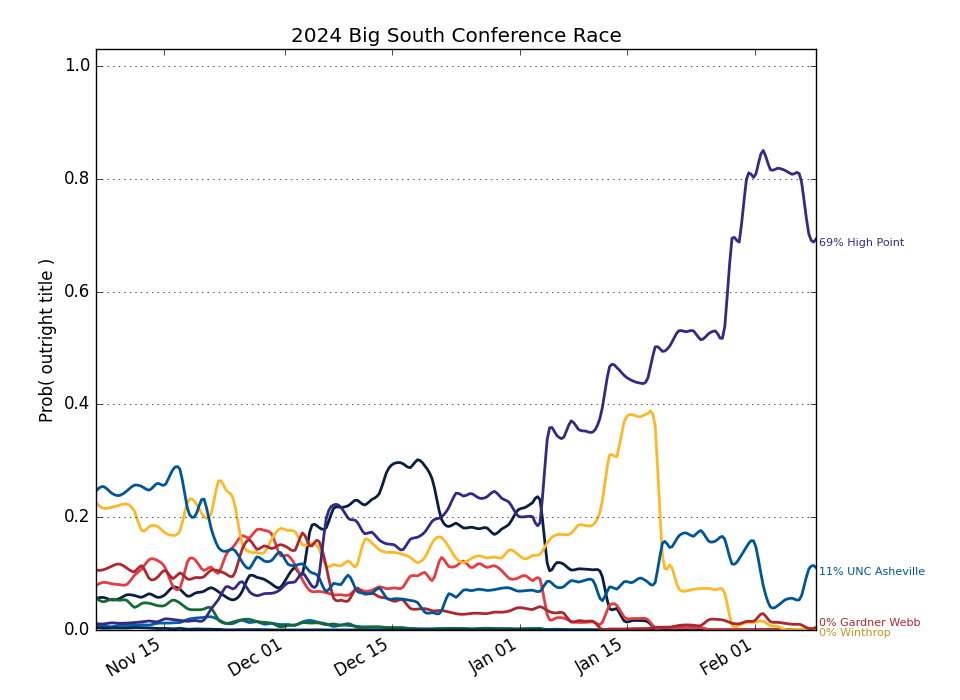 2024 Big South Conference Race
Prob( outright title )
1.0
0.8
0.6
0.4
0.2
0.0
69% High Point
11% UNC Asheville
0% Gardner Webb
0% Winthrop
Nov 15
Dec 01
Dec 15
Jan 01
Jan 15
Feb 01